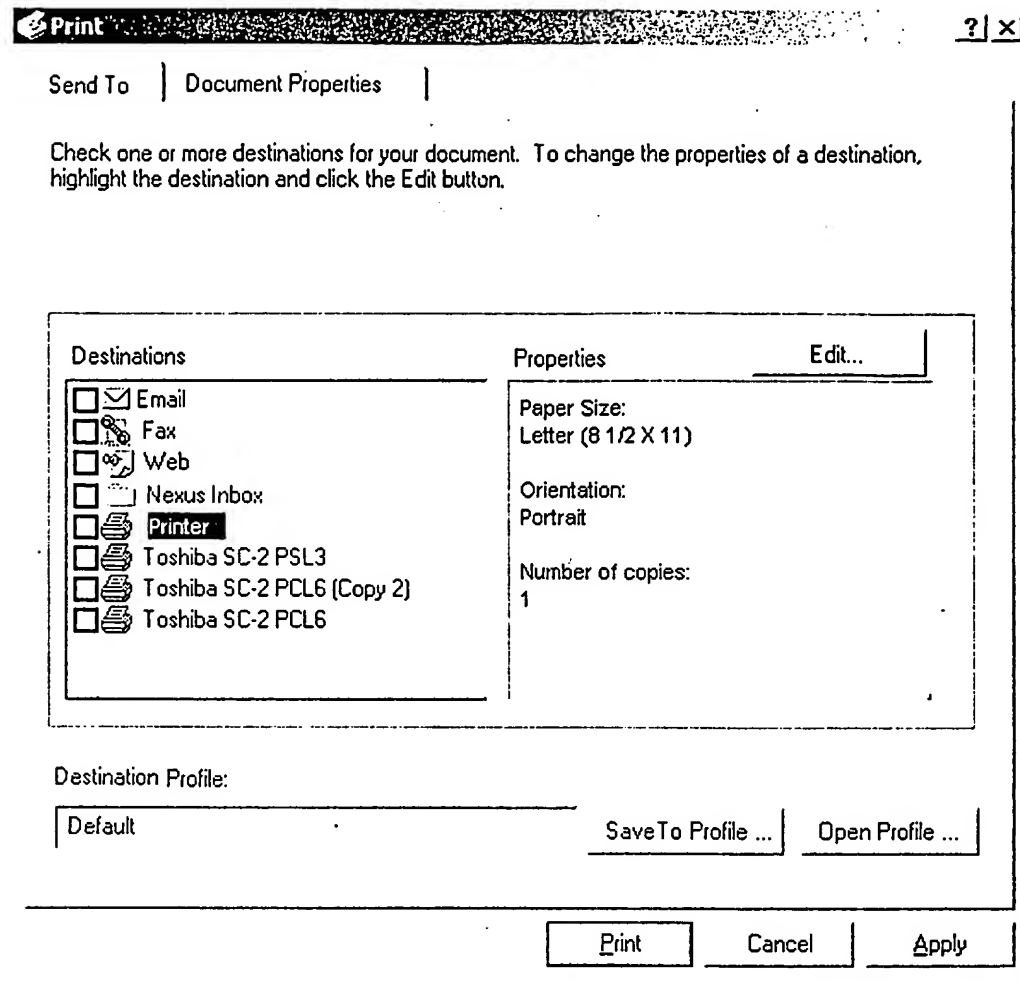 Print ? X
Send To Document Properties
Check one or more destinations for your document. To change the properties of a destination,
highlight the destination and click the Edit button.
Destinations
Email
Fax
Web
Nexus Inbox
Printer
Toshiba SC-2 PSL3
Toshiba SC-2 PCL6 (Copy 2)
Toshiba SC-2 PCL6
Properties Edit...
Paper Size:
Letter (8 1/2 X 11)
Orientation:
Portrait
Number of copies:
1
Destination Profile:
Default SaveTo Profile ... Open Profile ...
Print Cancel Apply